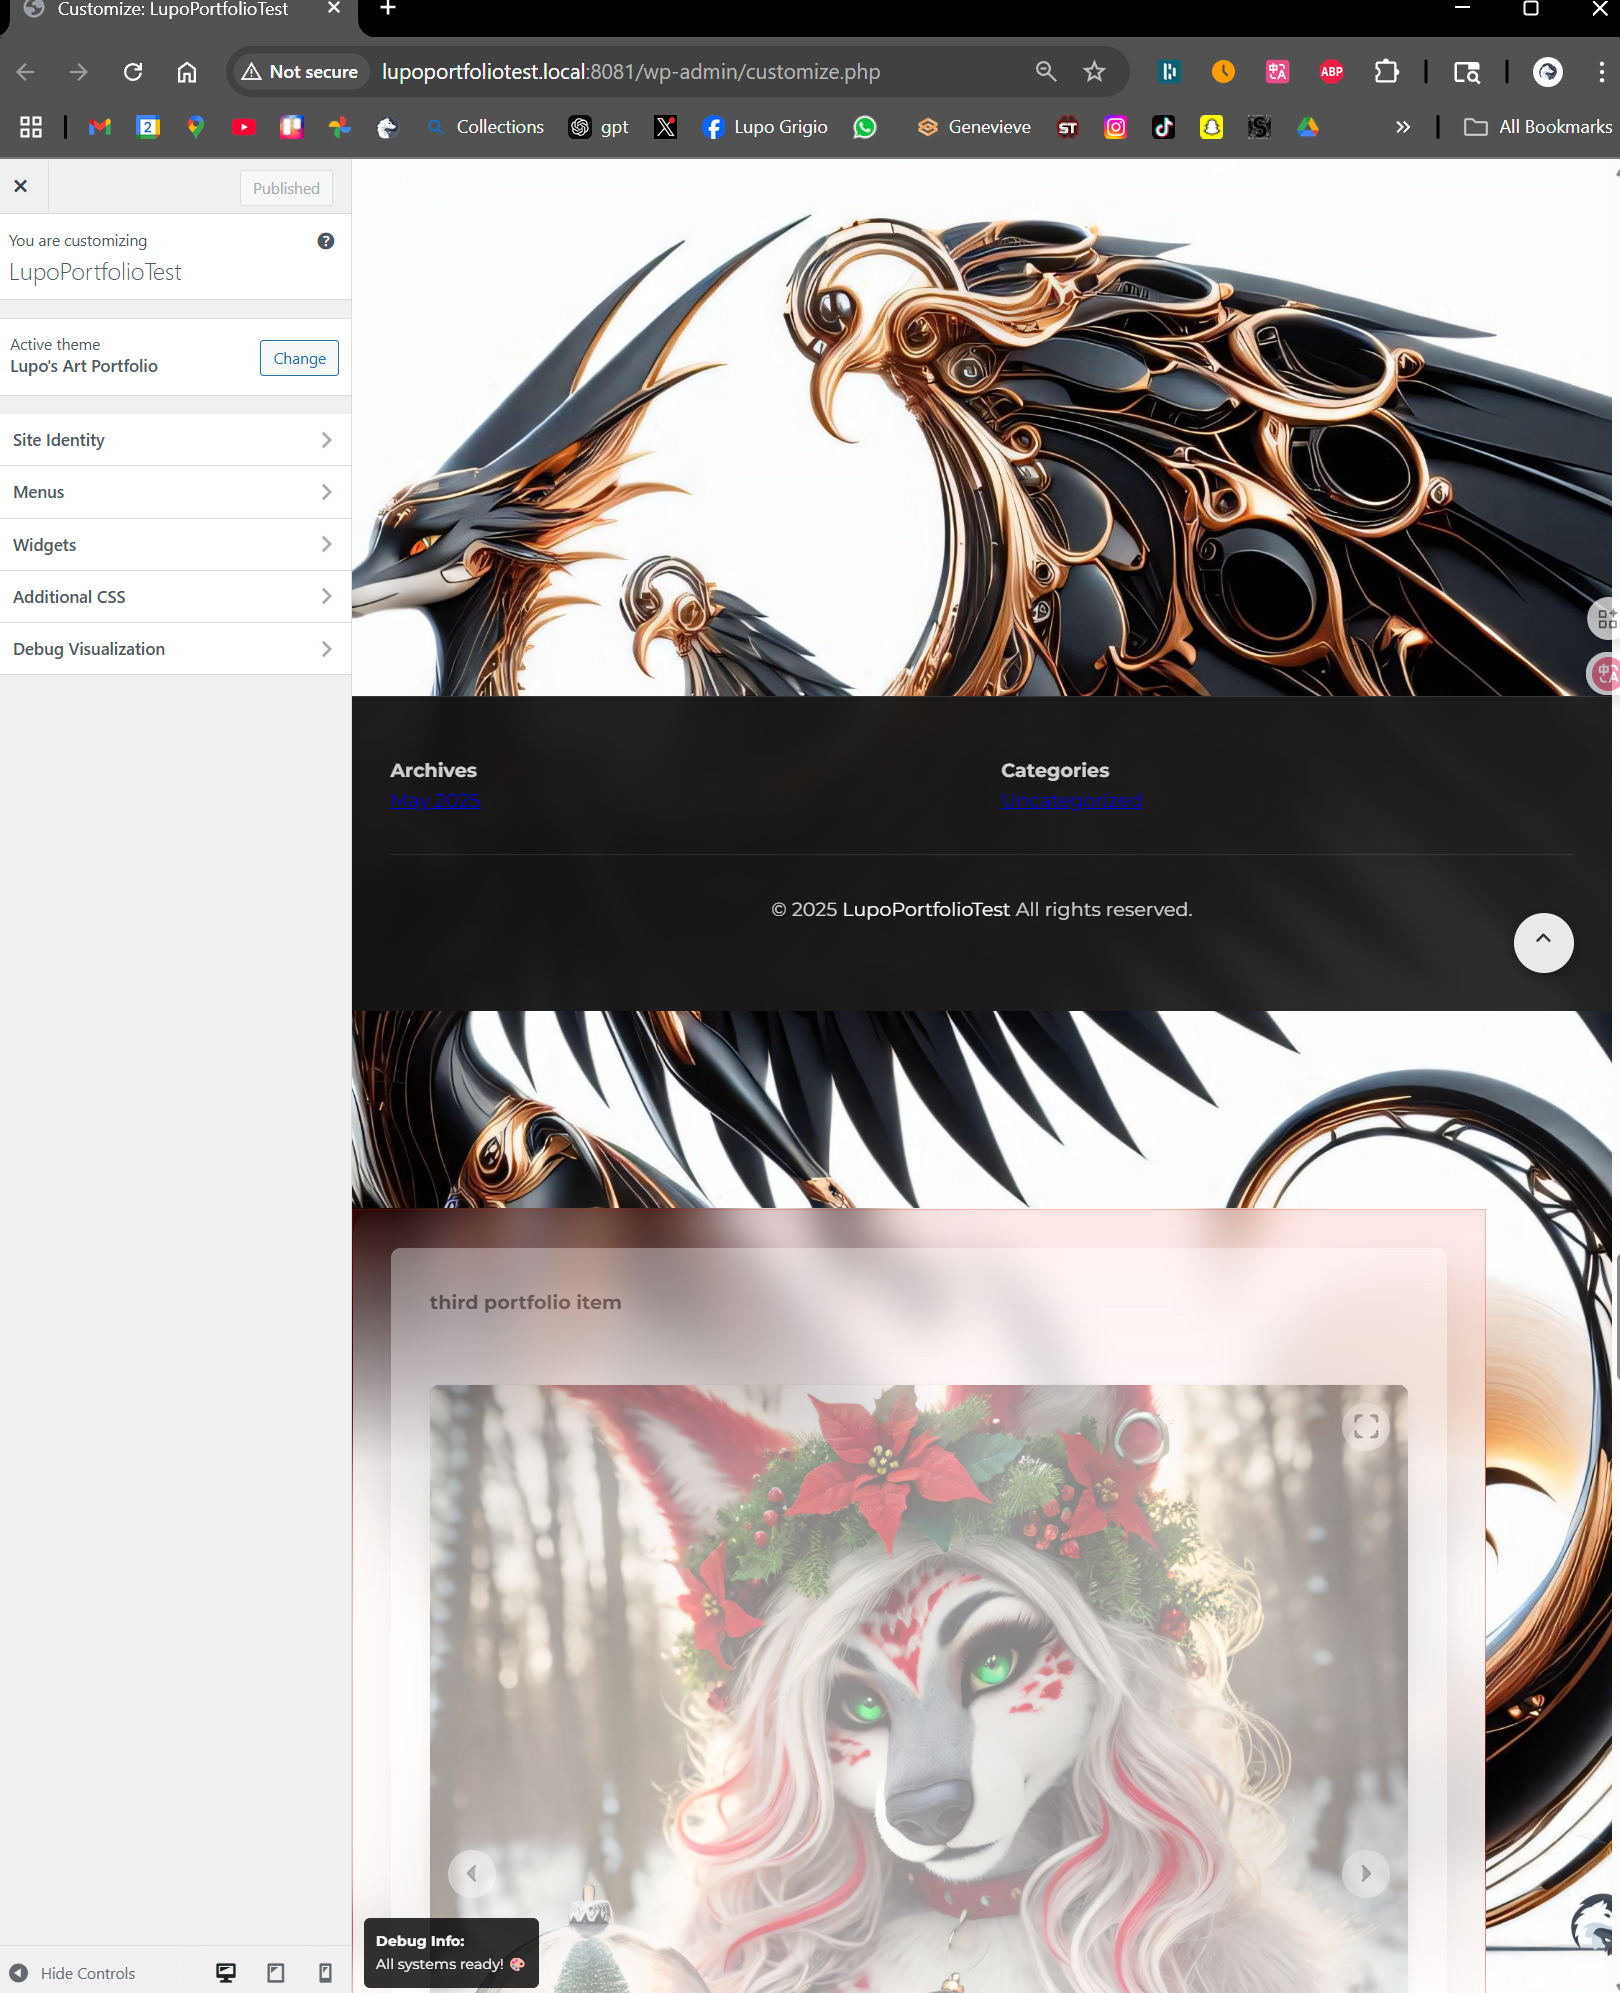 Customize: LupoPortfolioTest
Not secure
lupoportfoliotest.local:8081/wp-admin/customize.php
ABP
2
Collections
gpt
Lupo Grigio
Genevieve
ST
All Bookmarks
Published
You are customizing
LupoPortfolioTest
Active theme
Lupo's Art Portfolio
Change
Site Identity
Menus
Widgets
Additional CSS
Debug Visualization
Archives
May 2025
Categories
Uncategorized
© 2025 LupoPortfolioTest All rights reserved.
third portfolio item
Debug Info:
All systems ready! 🎨
Hide Controls